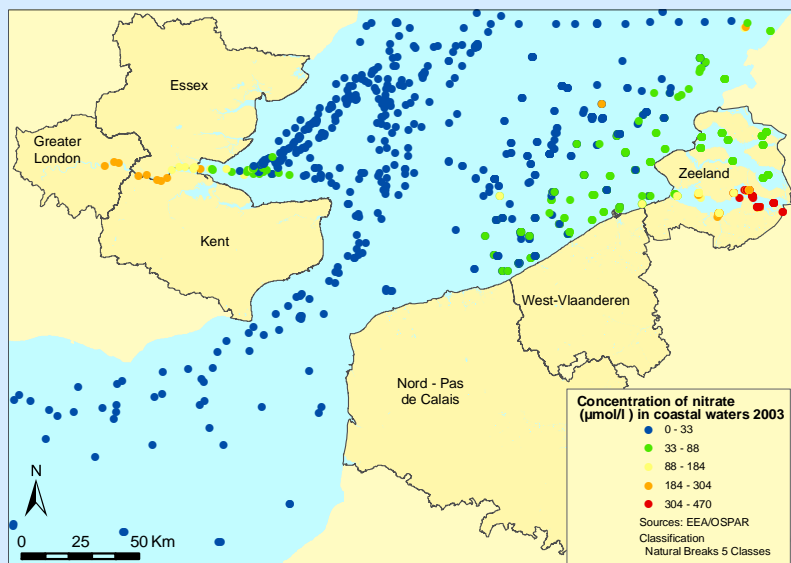 Essex
Greater
London
Zeeland
Kent
West-Vlaanderen
Nord - Pas
de Calais
Concentration of nitrate
(µmol/l ) in coastal waters 2003
0 - 33
33 - 88
88 - 184
184 - 304
304 - 470
Sources: EEA/OSPAR
Classification
Natural Breaks 5 Classes
N
0 25 50 Km